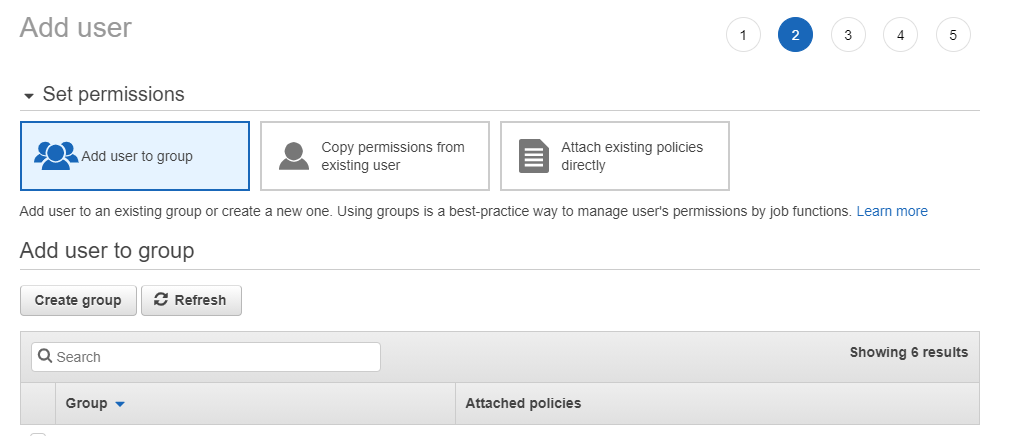 Add user
1 2 3 4 5
Set permissions
Add user to group
Copy permissions from
existing user
Attach existing policies
directly
Add user to an existing group or create a new one. Using groups is a best-practice way to manage user's permissions by job functions. Learn more
Add user to group
Create group Refresh
Search
Showing 6 results
Group Attached policies